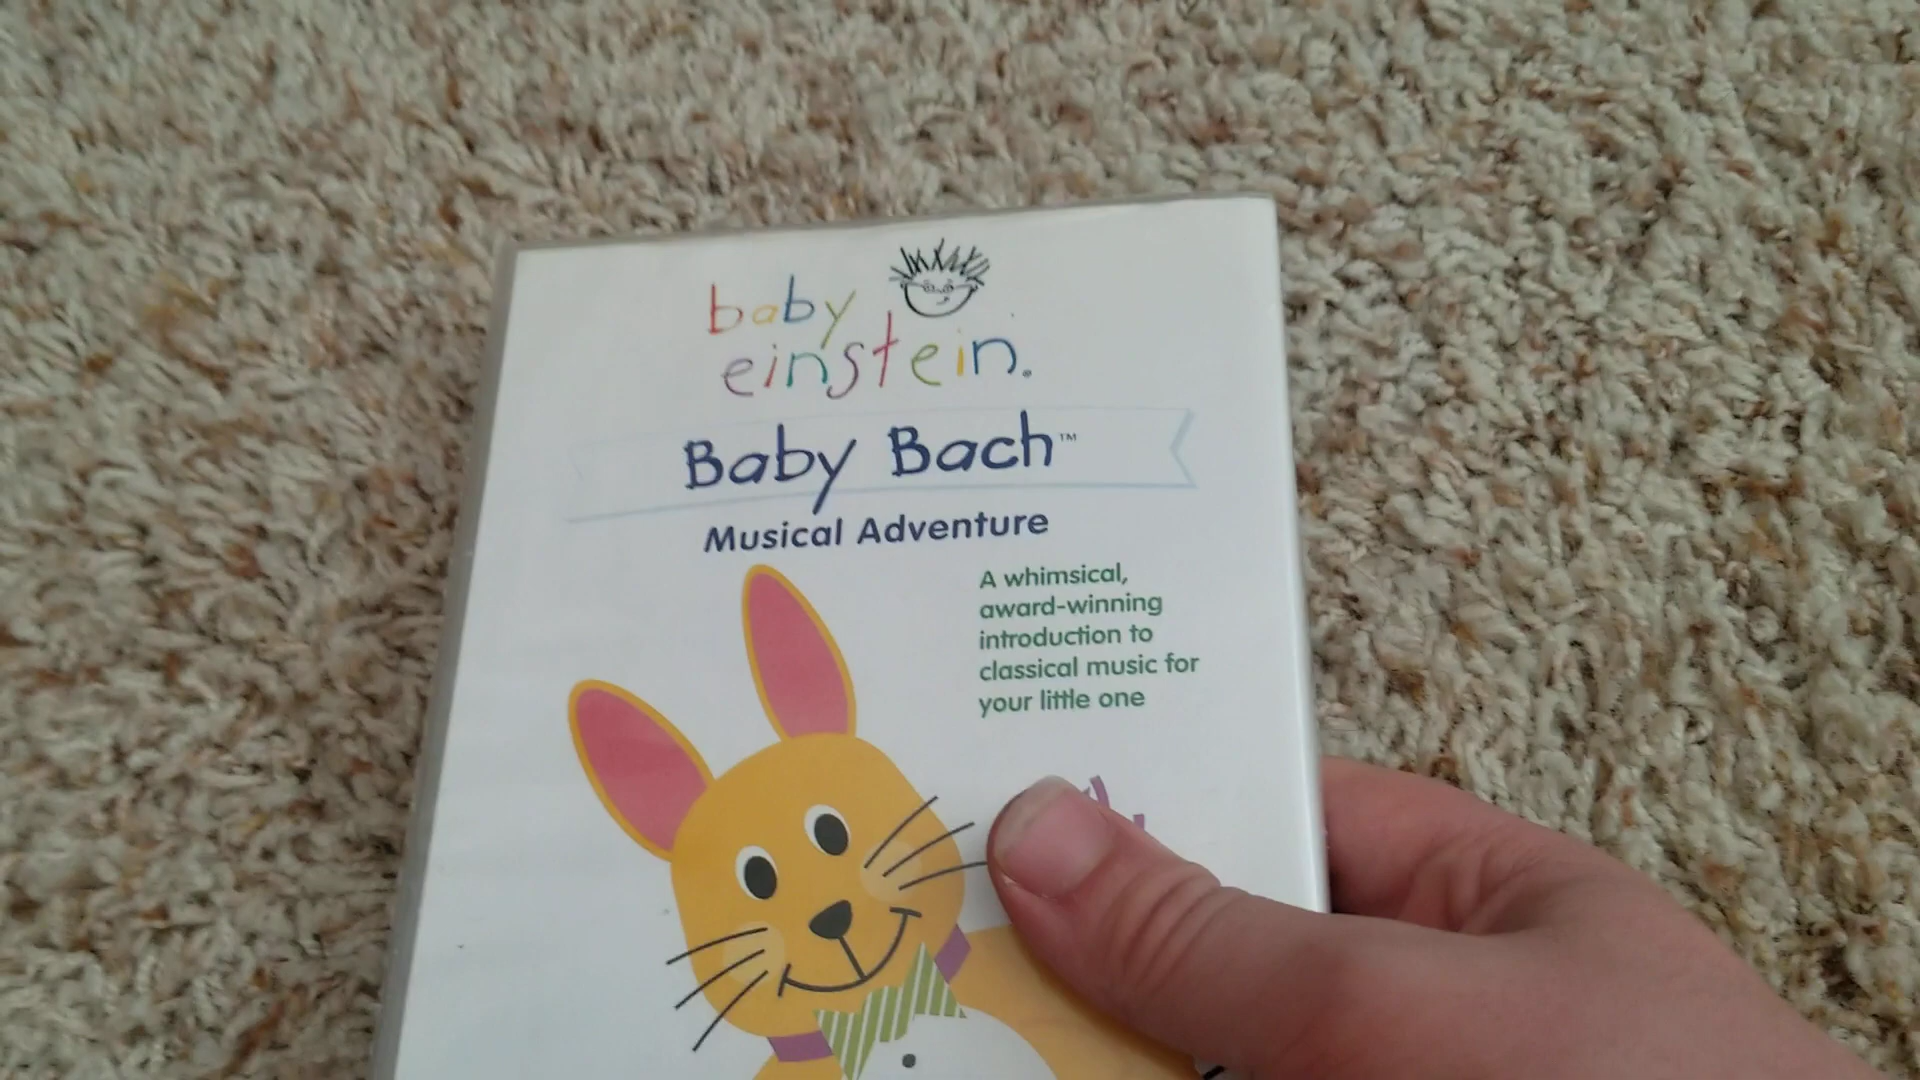 baby
einstein.
Baby Bach™
Musical Adventure
A whimsical,
award-winning
introduction to
classical music for
your little one